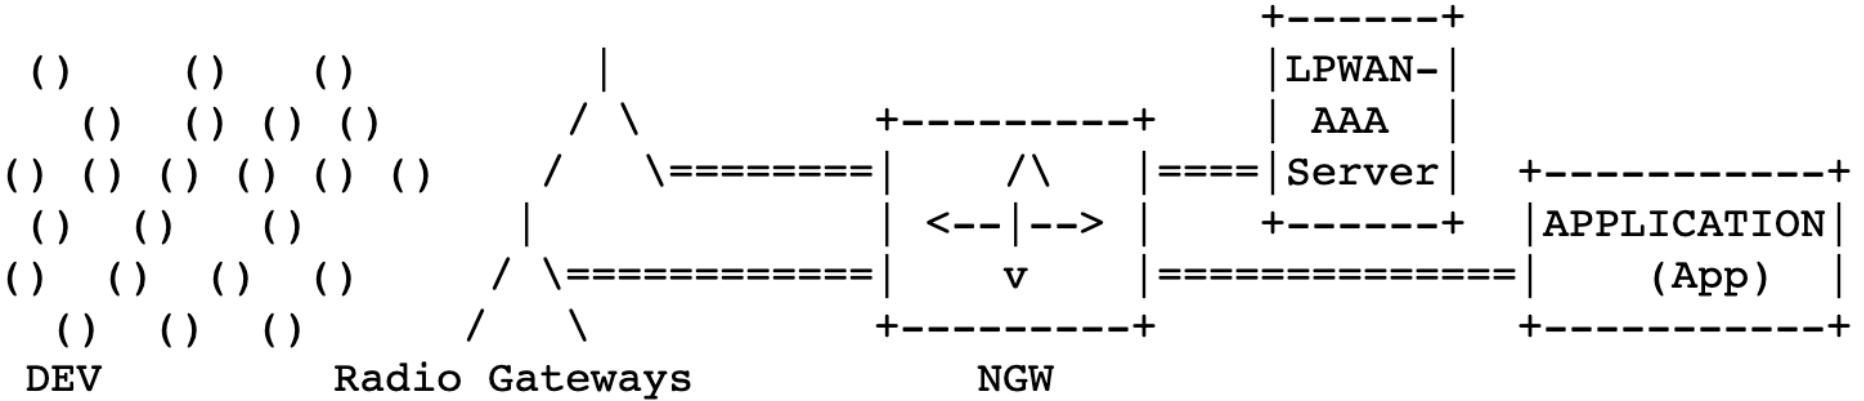 +------+
 ()    ()   ()         |                         |LPWAN-|
   ()  () () ()       / \         +---------+    | AAA  |
() () () () () ()    /   \========|    /\   |====|Server|  +-----------+
 ()  ()   ()        |             | <--|--> |    +------+  |APPLICATION|
()  ()  ()  ()     / \============|    v    |==============|   (App)   |
  ()  ()  ()      /   \           +---------+              +-----------+
 DEV         Radio Gateways           NGW